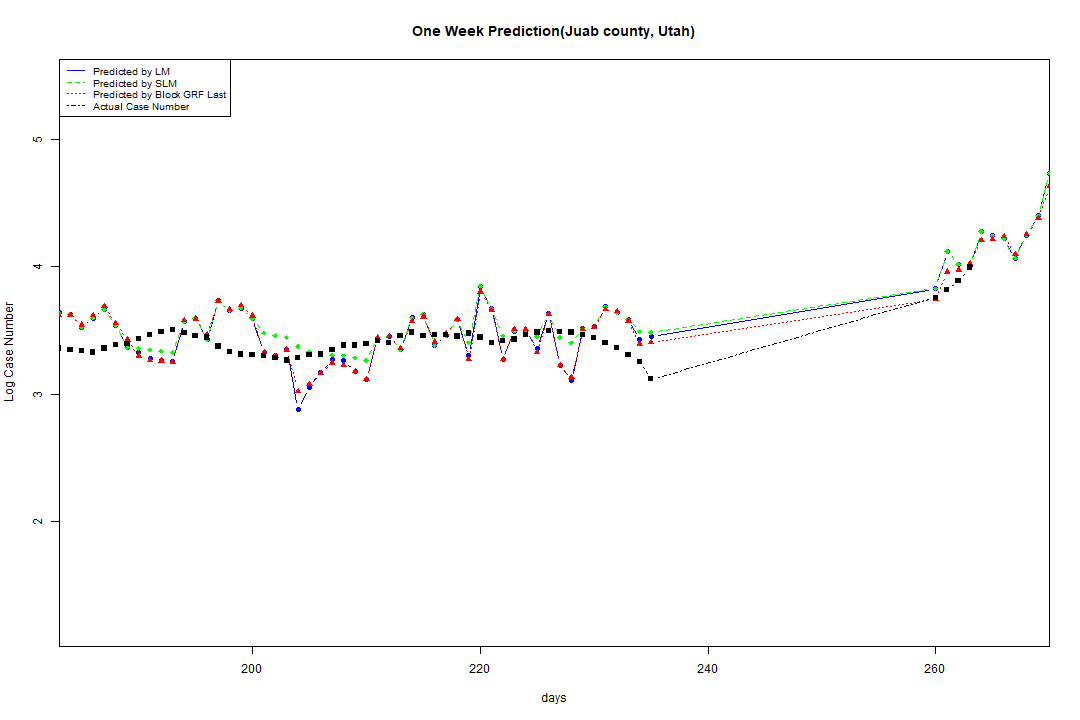 One Week Prediction(Juab county, Utah)
Predicted by LM
Predicted by SLM
Predicted by Block GRF Last
Actual Case Number
5
4
3
2
Log Case Number
200 220 240 260
days